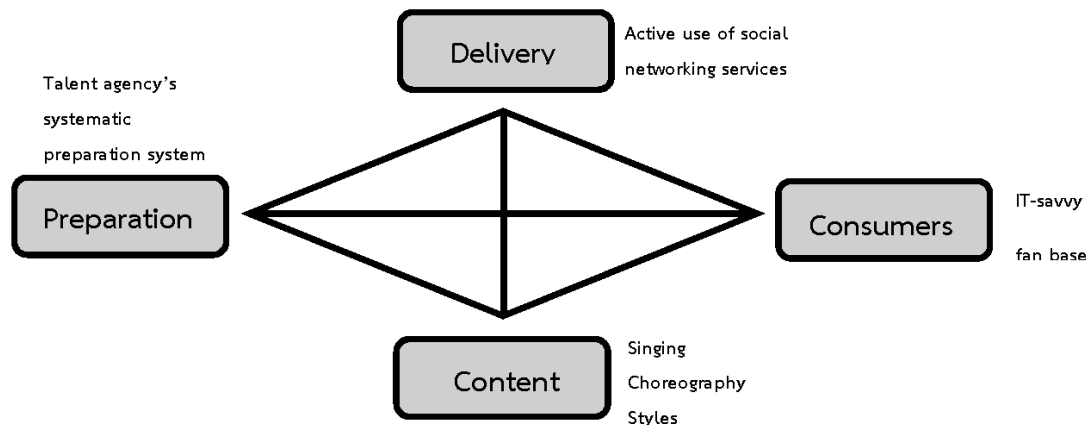 Delivery
Active use of social
networking services
Talent agency's
systematic
preparation system
Preparation
Consumers
IT-savvy
fan base
Content
Singing
Choreography
Styles